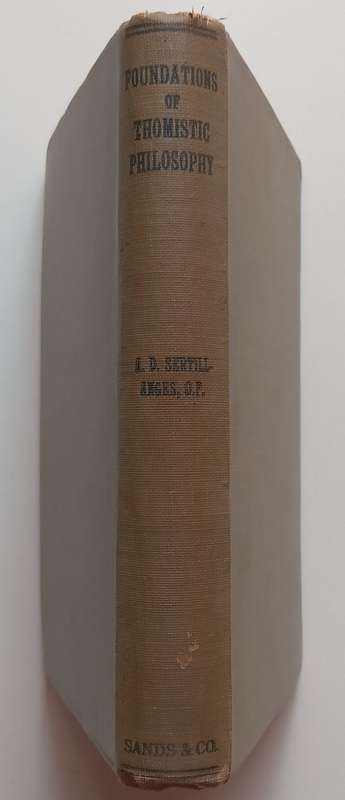 FOUNDATIONS
OF
THOMISTIC
PHILOSOPHY
A. D. SERTILL-
ANGES, O.P.
SANDS & CO.